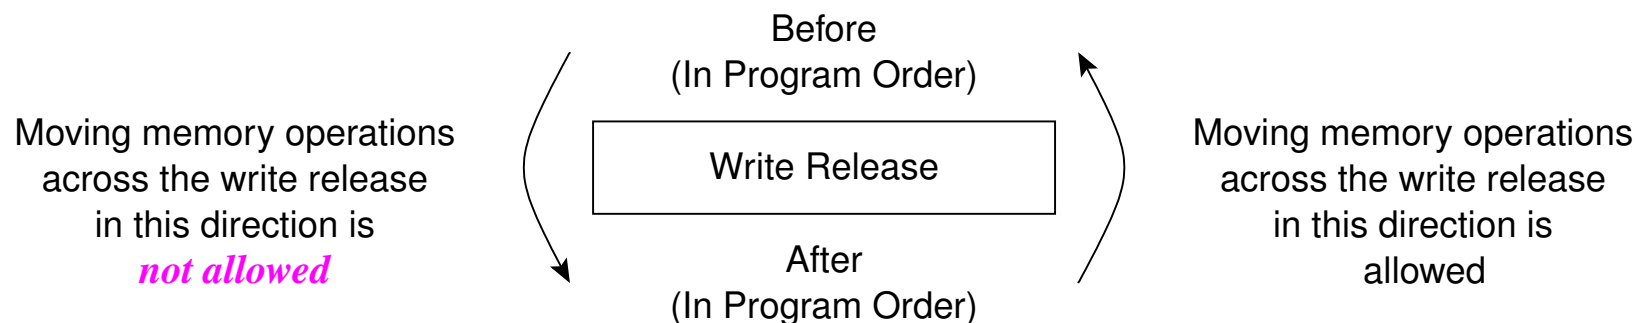 Before
(In Program Order)
Moving memory operations
across the write release
in this direction is
not allowed
Write Release
Moving memory operations
across the write release
in this direction is
allowed
After
(In Program Order)